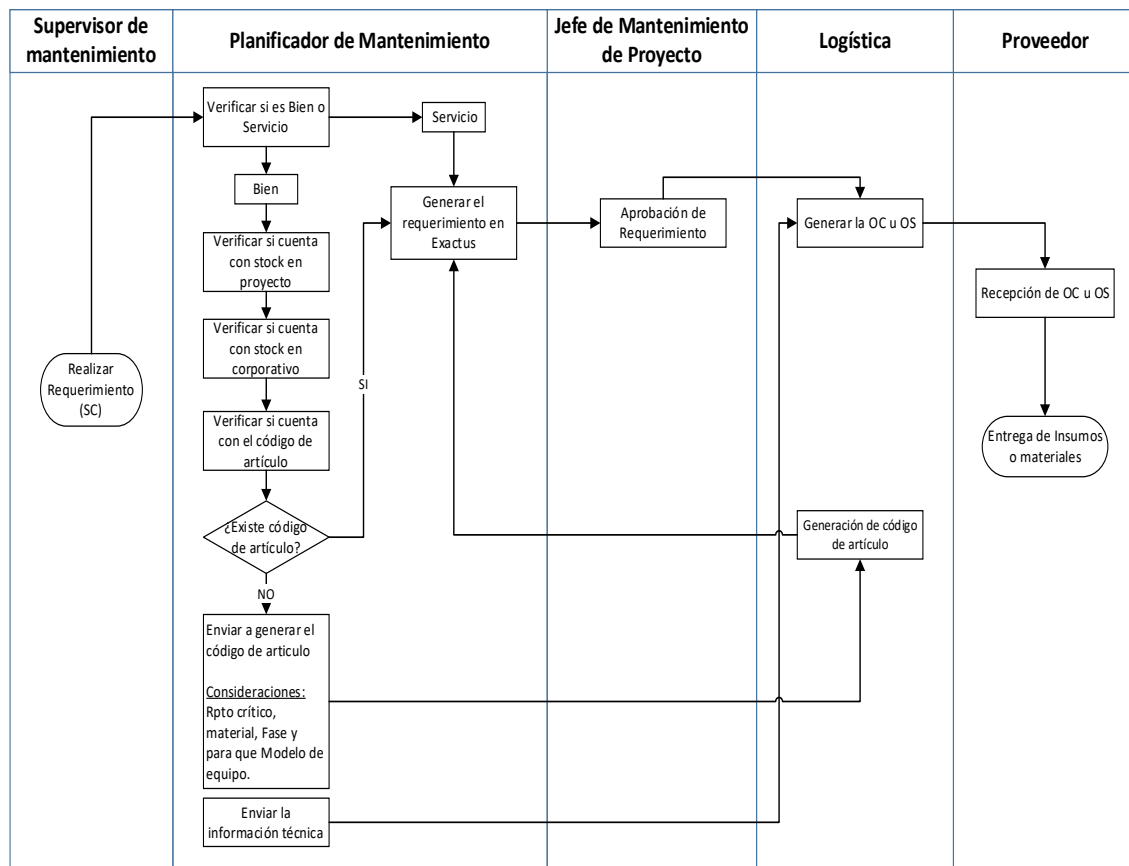 Supervisor de
mantenimiento
Planificador de Mantenimiento
Jefe de Mantenimiento
de Proyecto
Logística
Proveedor
Verificar si es Bien o
Servicio
Servicio
Bien
Generar el
requerimiento en
Exactus
Aprobación de
Requerimiento
Generar la OC u OS
Verificar si cuenta
con stock en
proyecto
Recepción de OC u OS
Verificar si cuenta
con stock en
corporativo
Realizar
Requerimiento
(SC)
SI
Verificar si cuenta
con el código de
artículo
Entrega de Insumos
o materiales
¿Existe código
de artículo?
Generación de código
de artículo
NO
Enviar a generar el
código de articulo
Consideraciones:
Rpto crítico,
material, Fase y
para que Modelo de
equipo.
Enviar la
información técnica